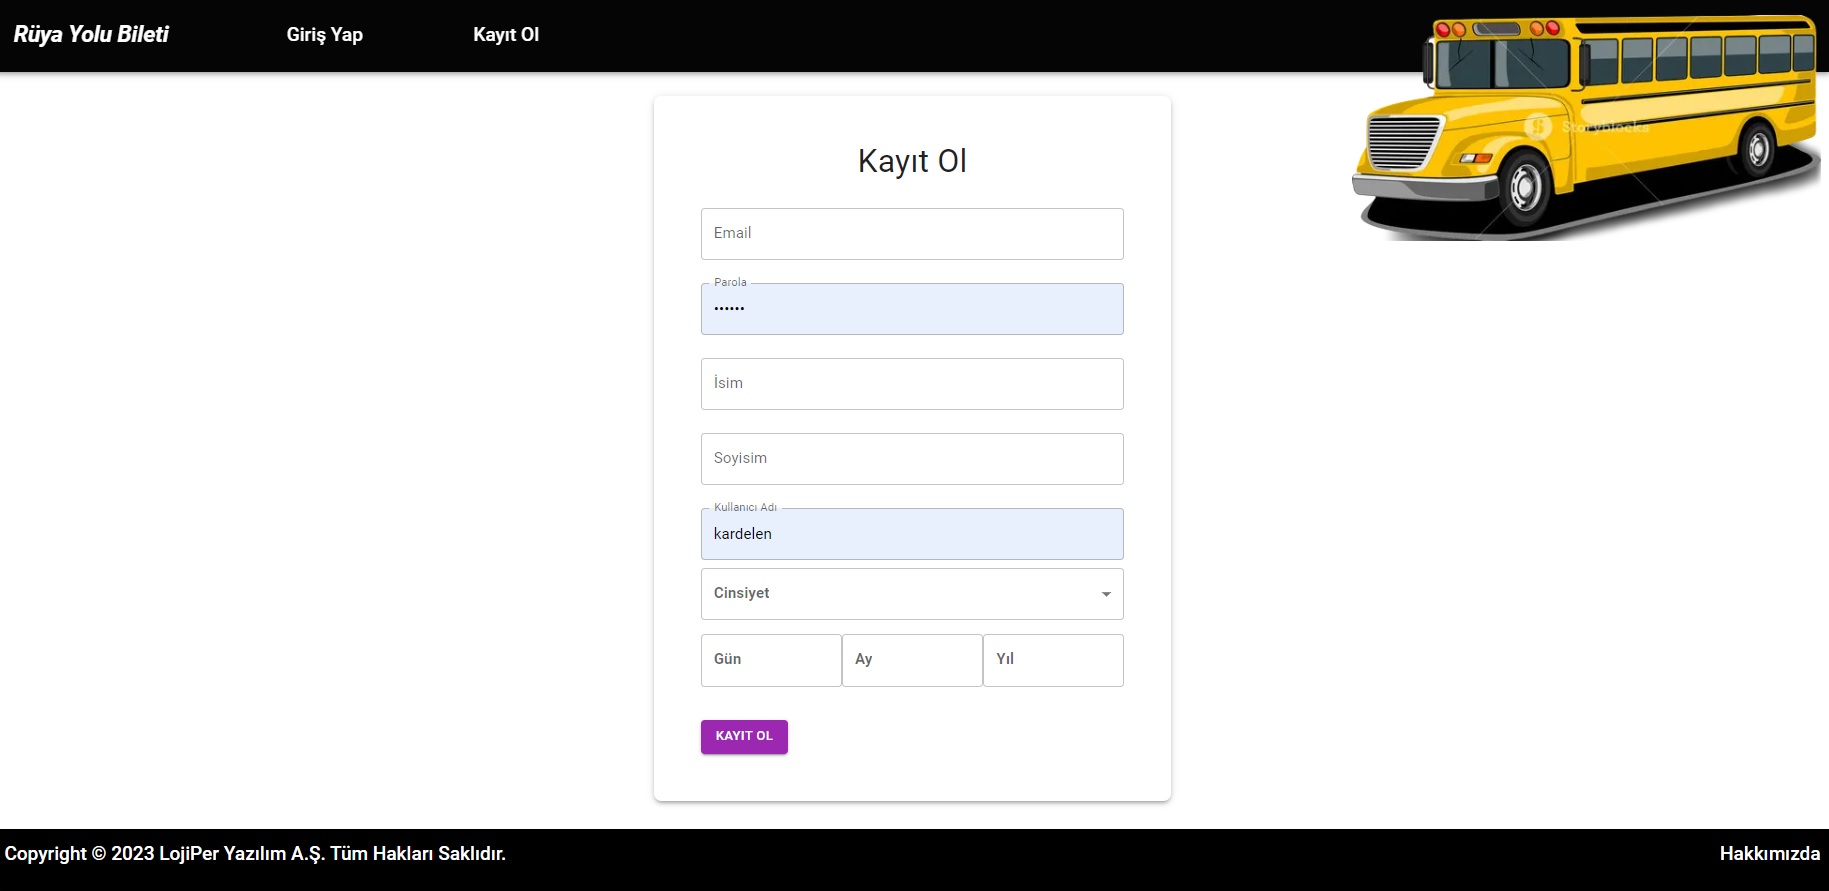 Rüya Yolu Bileti
Giriş Yap
Kayıt Ol
Storyblocks
Kayıt Ol
Email
Parola
••••••
İsim
Soyisim
Kullanıcı Adı
kardelen
Cinsiyet
Gün
Ay
Yıl
KAYIT OL
Copyright © 2023 LojiPer Yazılım A.Ş. Tüm Hakları Saklıdır.
Hakkımızda